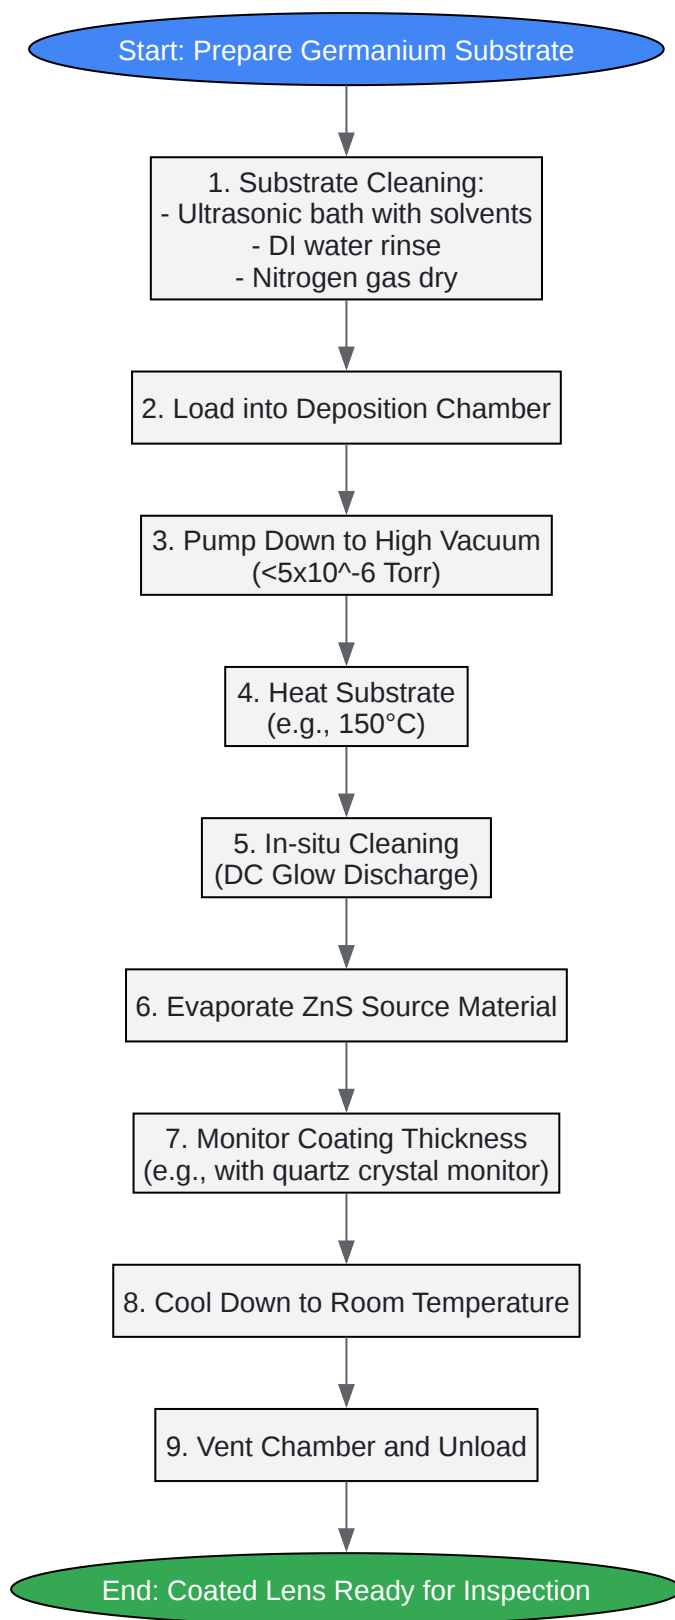 Start: Prepare Germanium Substrate
1. Substrate Cleaning:
- Ultrasonic bath with solvents
- DI water rinse
- Nitrogen gas dry
2. Load into Deposition Chamber
3. Pump Down to High Vacuum
(<5x10^-6 Torr)
4. Heat Substrate
(e.g., 150°C)
5. In-situ Cleaning
(DC Glow Discharge)
6. Evaporate ZnS Source Material
7. Monitor Coating Thickness
(e.g., with quartz crystal monitor)
8. Cool Down to Room Temperature
9. Vent Chamber and Unload
End: Coated Lens Ready for Inspection